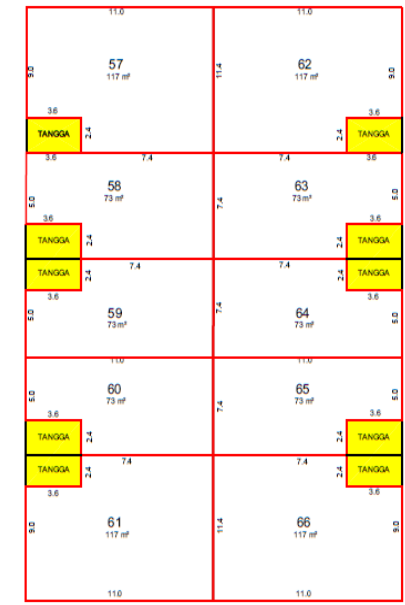 11.0
11.0
57
117 m²
62
117 m²
9.0
11.4
9.0
3.6
3.6
TANGGA
2.4
2.4
TANGGA
3.6
7.4
7.4
3.6
58
73 m²
63
73 m²
5.0
7.4
5.0
3.6
3.6
TANGGA
2.4
2.4
TANGGA
TANGGA
2.4
7.4
7.4
2.4
TANGGA
3.6
3.6
59
73 m²
64
73 m²
5.0
7.4
5.0
11.0
11.0
60
73 m²
65
73 m²
5.0
7.4
5.0
3.6
3.6
TANGGA
2.4
2.4
TANGGA
TANGGA
2.4
7.4
7.4
2.4
TANGGA
3.6
3.6
61
117 m²
66
117 m²
9.0
11.4
9.0
11.0
11.0